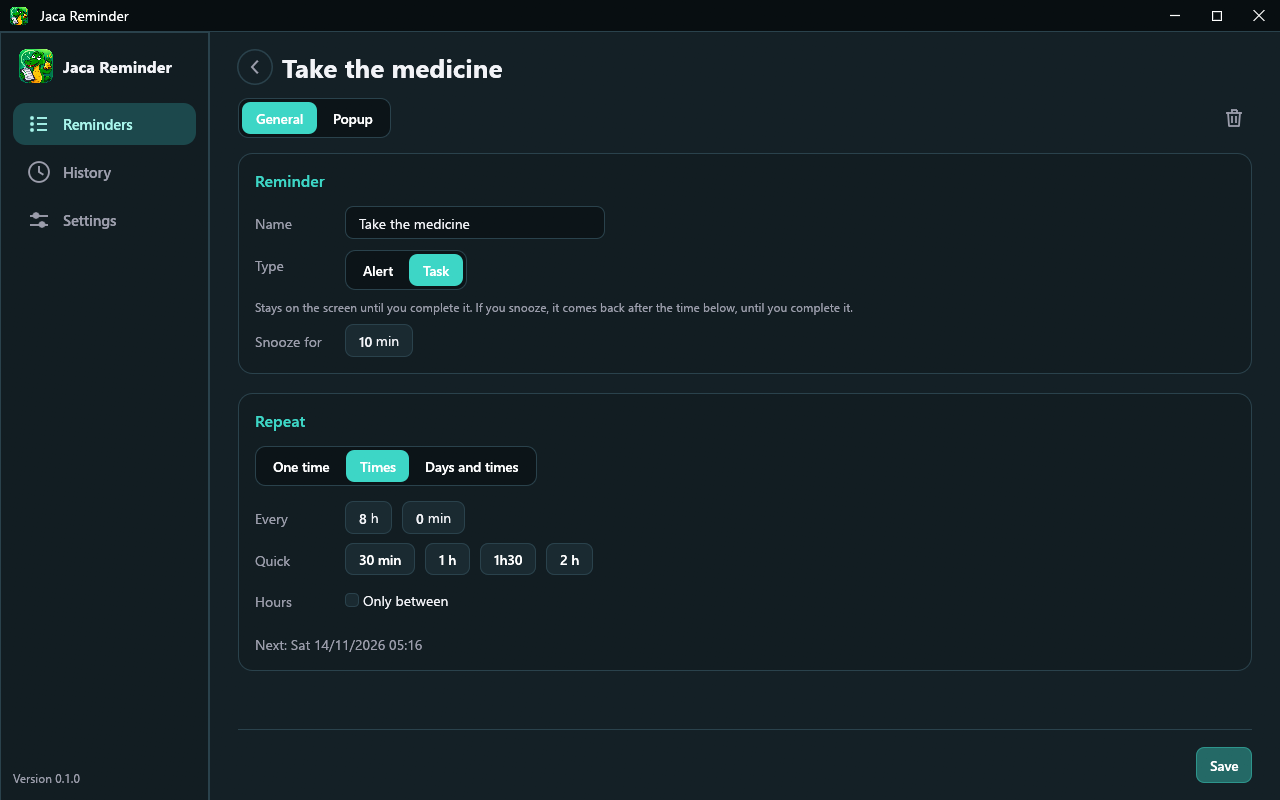 Jaca Reminder
Jaca Reminder
Reminders
History
Settings
Version 0.1.0
Take the medicine
General Popup
Reminder
Name Take the medicine
Type Alert Task
Stays on the screen until you complete it. If you snooze, it comes back after the time below, until you complete it.
Snooze for 10 min
Repeat
One time Times Days and times
Every 8 h 0 min
Quick 30 min 1 h 1h30 2 h
Hours Only between
Next: Sat 14/11/2026 05:16
Save